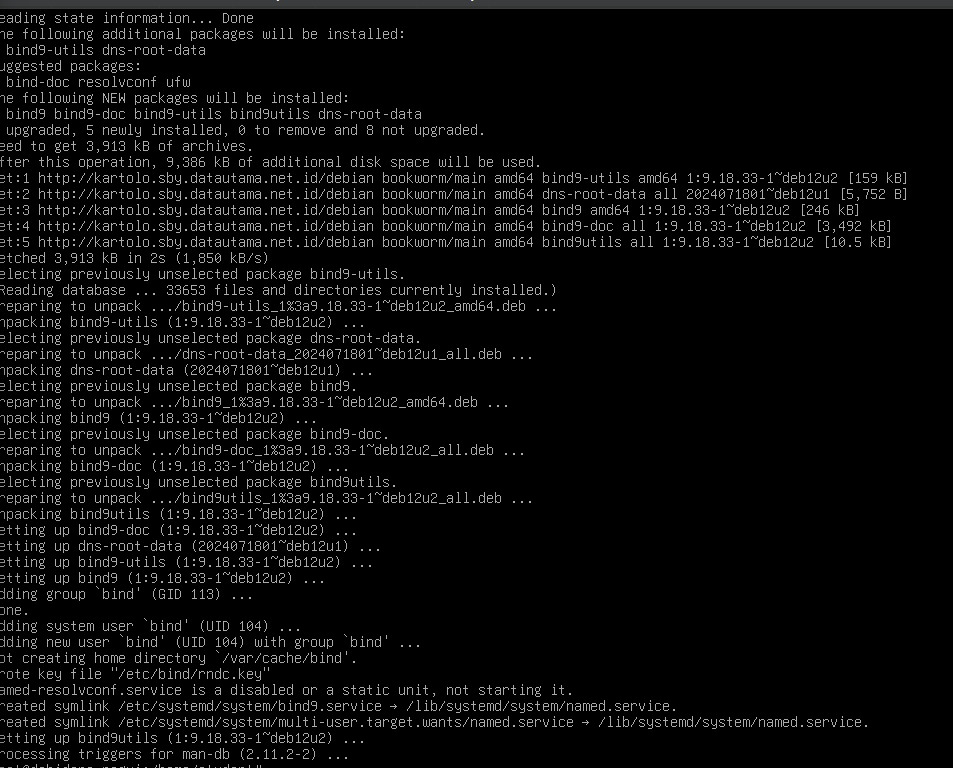 eading state information... Done
he following additional packages will be installed:
bind9-utils dns-root-data
uggested packages:
bind-doc resolvconf ufw
he following NEW packages will be installed:
bind9 bind9-doc bind9-utils bind9utils dns-root-data
upgraded, 5 newly installed, 0 to remove and 8 not upgraded.
eed to get 3,913 kB of archives.
fter this operation, 9,386 kB of additional disk space will be used.
et:1 http://kartolo.sby.datautama.net.id/debian bookworm/main amd64 bind9-utils amd64 1:9.18.33-1~deb12u2 [159 kB]
et:2 http://kartolo.sby.datautama.net.id/debian bookworm/main amd64 dns-root-data all 2024071801~deb12u1 [5,752 B]
et:3 http://kartolo.sby.datautama.net.id/debian bookworm/main amd64 bind9 amd64 1:9.18.33-1~deb12u2 [246 kB]
et:4 http://kartolo.sby.datautama.net.id/debian bookworm/main amd64 bind9-doc all 1:9.18.33-1~deb12u2 [3,492 kB]
et:5 http://kartolo.sby.datautama.net.id/debian bookworm/main amd64 bind9utils all 1:9.18.33-1~deb12u2 [10.5 kB]
etched 3,913 kB in 2s (1,850 kB/s)
electing previously unselected package bind9-utils.
Reading database ... 33653 files and directories currently installed.)
reparing to unpack .../bind9-utils_1%3a9.18.33-1~deb12u2_amd64.deb ...
npacking bind9-utils (1:9.18.33-1~deb12u2) ...
electing previously unselected package dns-root-data.
reparing to unpack .../dns-root-data_2024071801~deb12u1_all.deb ...
npacking dns-root-data (2024071801~deb12u1) ...
electing previously unselected package bind9.
reparing to unpack .../bind9_1%3a9.18.33-1~deb12u2_amd64.deb ...
npacking bind9 (1:9.18.33-1~deb12u2) ...
electing previously unselected package bind9-doc.
reparing to unpack .../bind9-doc_1%3a9.18.33-1~deb12u2_all.deb ...
npacking bind9-doc (1:9.18.33-1~deb12u2) ...
electing previously unselected package bind9utils.
reparing to unpack .../bind9utils_1%3a9.18.33-1~deb12u2_all.deb ...
npacking bind9utils (1:9.18.33-1~deb12u2) ...
etting up bind9-doc (1:9.18.33-1~deb12u2) ...
etting up dns-root-data (2024071801~deb12u1) ...
etting up bind9-utils (1:9.18.33-1~deb12u2) ...
etting up bind9 (1:9.18.33-1~deb12u2) ...
dding group `bind' (GID 113) ...
one.
dding system user `bind' (UID 104) ...
dding new user `bind' (UID 104) with group `bind' ...
ot creating home directory `/var/cache/bind'.
rote key file "/etc/bind/rndc.key"
amed-resolvconf.service is a disabled or a static unit, not starting it.
reated symlink /etc/systemd/system/bind9.service → /lib/systemd/system/named.service.
reated symlink /etc/systemd/system/multi-user.target.wants/named.service → /lib/systemd/system/named.service.
etting up bind9utils (1:9.18.33-1~deb12u2) ...
rocessing triggers for man-db (2.11.2-2) ...